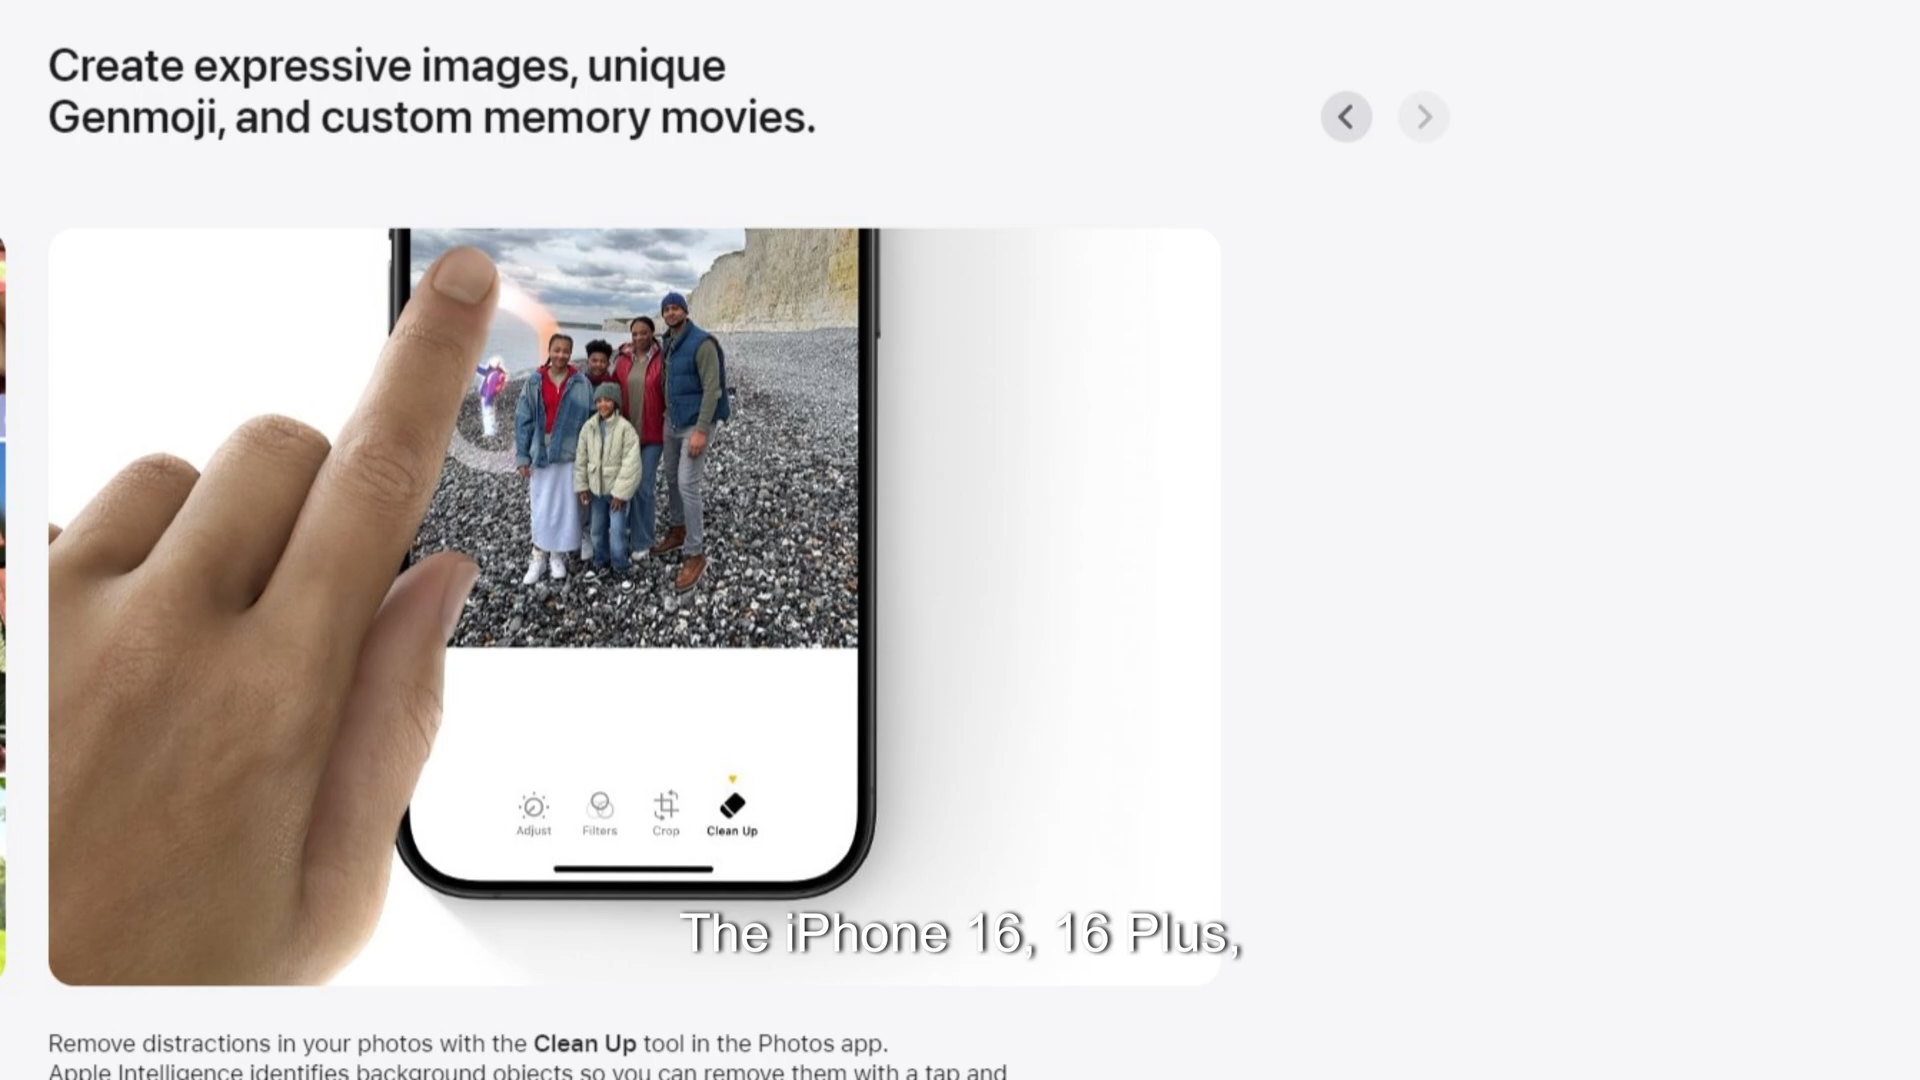 Create expressive images, unique
Genmoji, and custom memory movies.
Adjust
Filters
Crop
Clean Up
The iPhone 16, 16 Plus,
Remove distractions in your photos with the Clean Up tool in the Photos app.
Apple Intelligence identifies background objects so you can remove them with a tap and